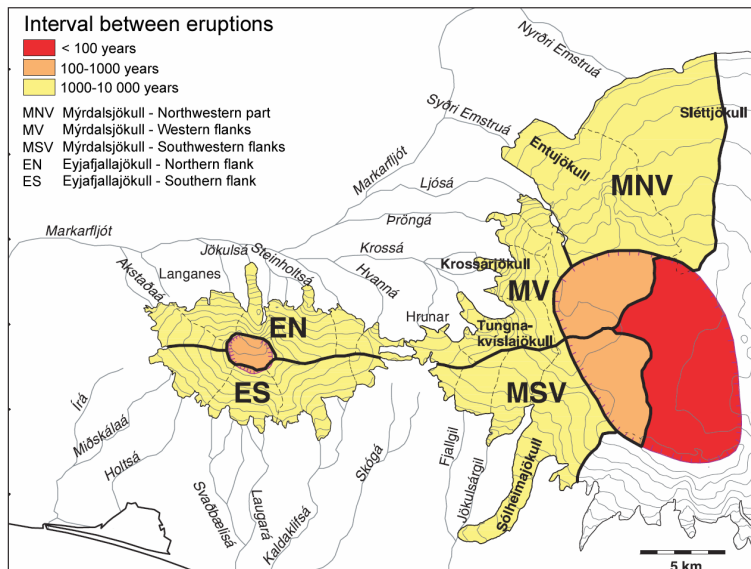 Interval between eruptions
< 100 years
100-1000 years
1000-10 000 years
MNV Mýrdalsjökull - Northwestern part
MV Mýrdalsjökull - Western flanks
MSV Mýrdalsjökull - Southwestern flanks
EN Eyjafjallajökull - Northern flank
ES Eyjafjallajökull - Southern flank
Nyrðri Emstruá
Syðri Emstruá
Sléttjökull
Entujökull
MNV
Markarfljót
Ljósá
Þröngá
Markarfljót
Jökulsá
Steinholtsá
Krossá
Krossárjökull
Akstaðaá
Langanes
Hvanná
MV
Hrunar
Tungna-
kvíslajökull
EN
ES
MSV
Írá
Miðskálaá
Holtsá
Svaðbælisá
Laugará
Kaldaklifsá
Skógá
Fjallgil
Jökulsárgil
Sólheimajökull
5 km